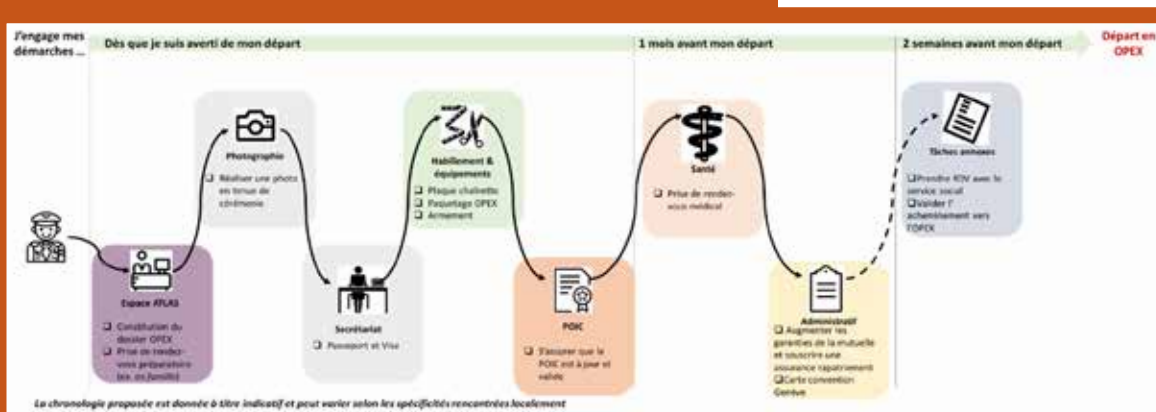 J'engage mes
démarches ...
Dès que je suis averti de mon départ
1 mois avant mon départ
2 semaines avant mon départ
Départ en
OPEX
Espace ATLAS
❑ Constitution du
dossier OPEX
❑ Prise de rendez-
vous préparatoire
(ex. en famille)
Photographie
❑ Réaliser une photo
en tenue de
cérémonie
Secrétariat
❑ Passeport et Visa
Habillement &
équipements
❑ Plaque chainette
❑ Paquetage OPEX
❑ Armement
POIC
❑ S'assurer que le
POIC est à jour et
valide
Santé
❑ Prise de rendez-
vous médical
Administratif
❑ Augmenter les
garanties de la mutuelle
et souscrire une
assurance rapatriement
❑Carte convention
Genève
Tâches annexes
❑Prendre RDV avec le
service social
❑Valider l'
acheminement vers
l'OPEX
La chronologie proposée est donnée à titre indicatif et peut varier selon les spécificités rencontrées localement